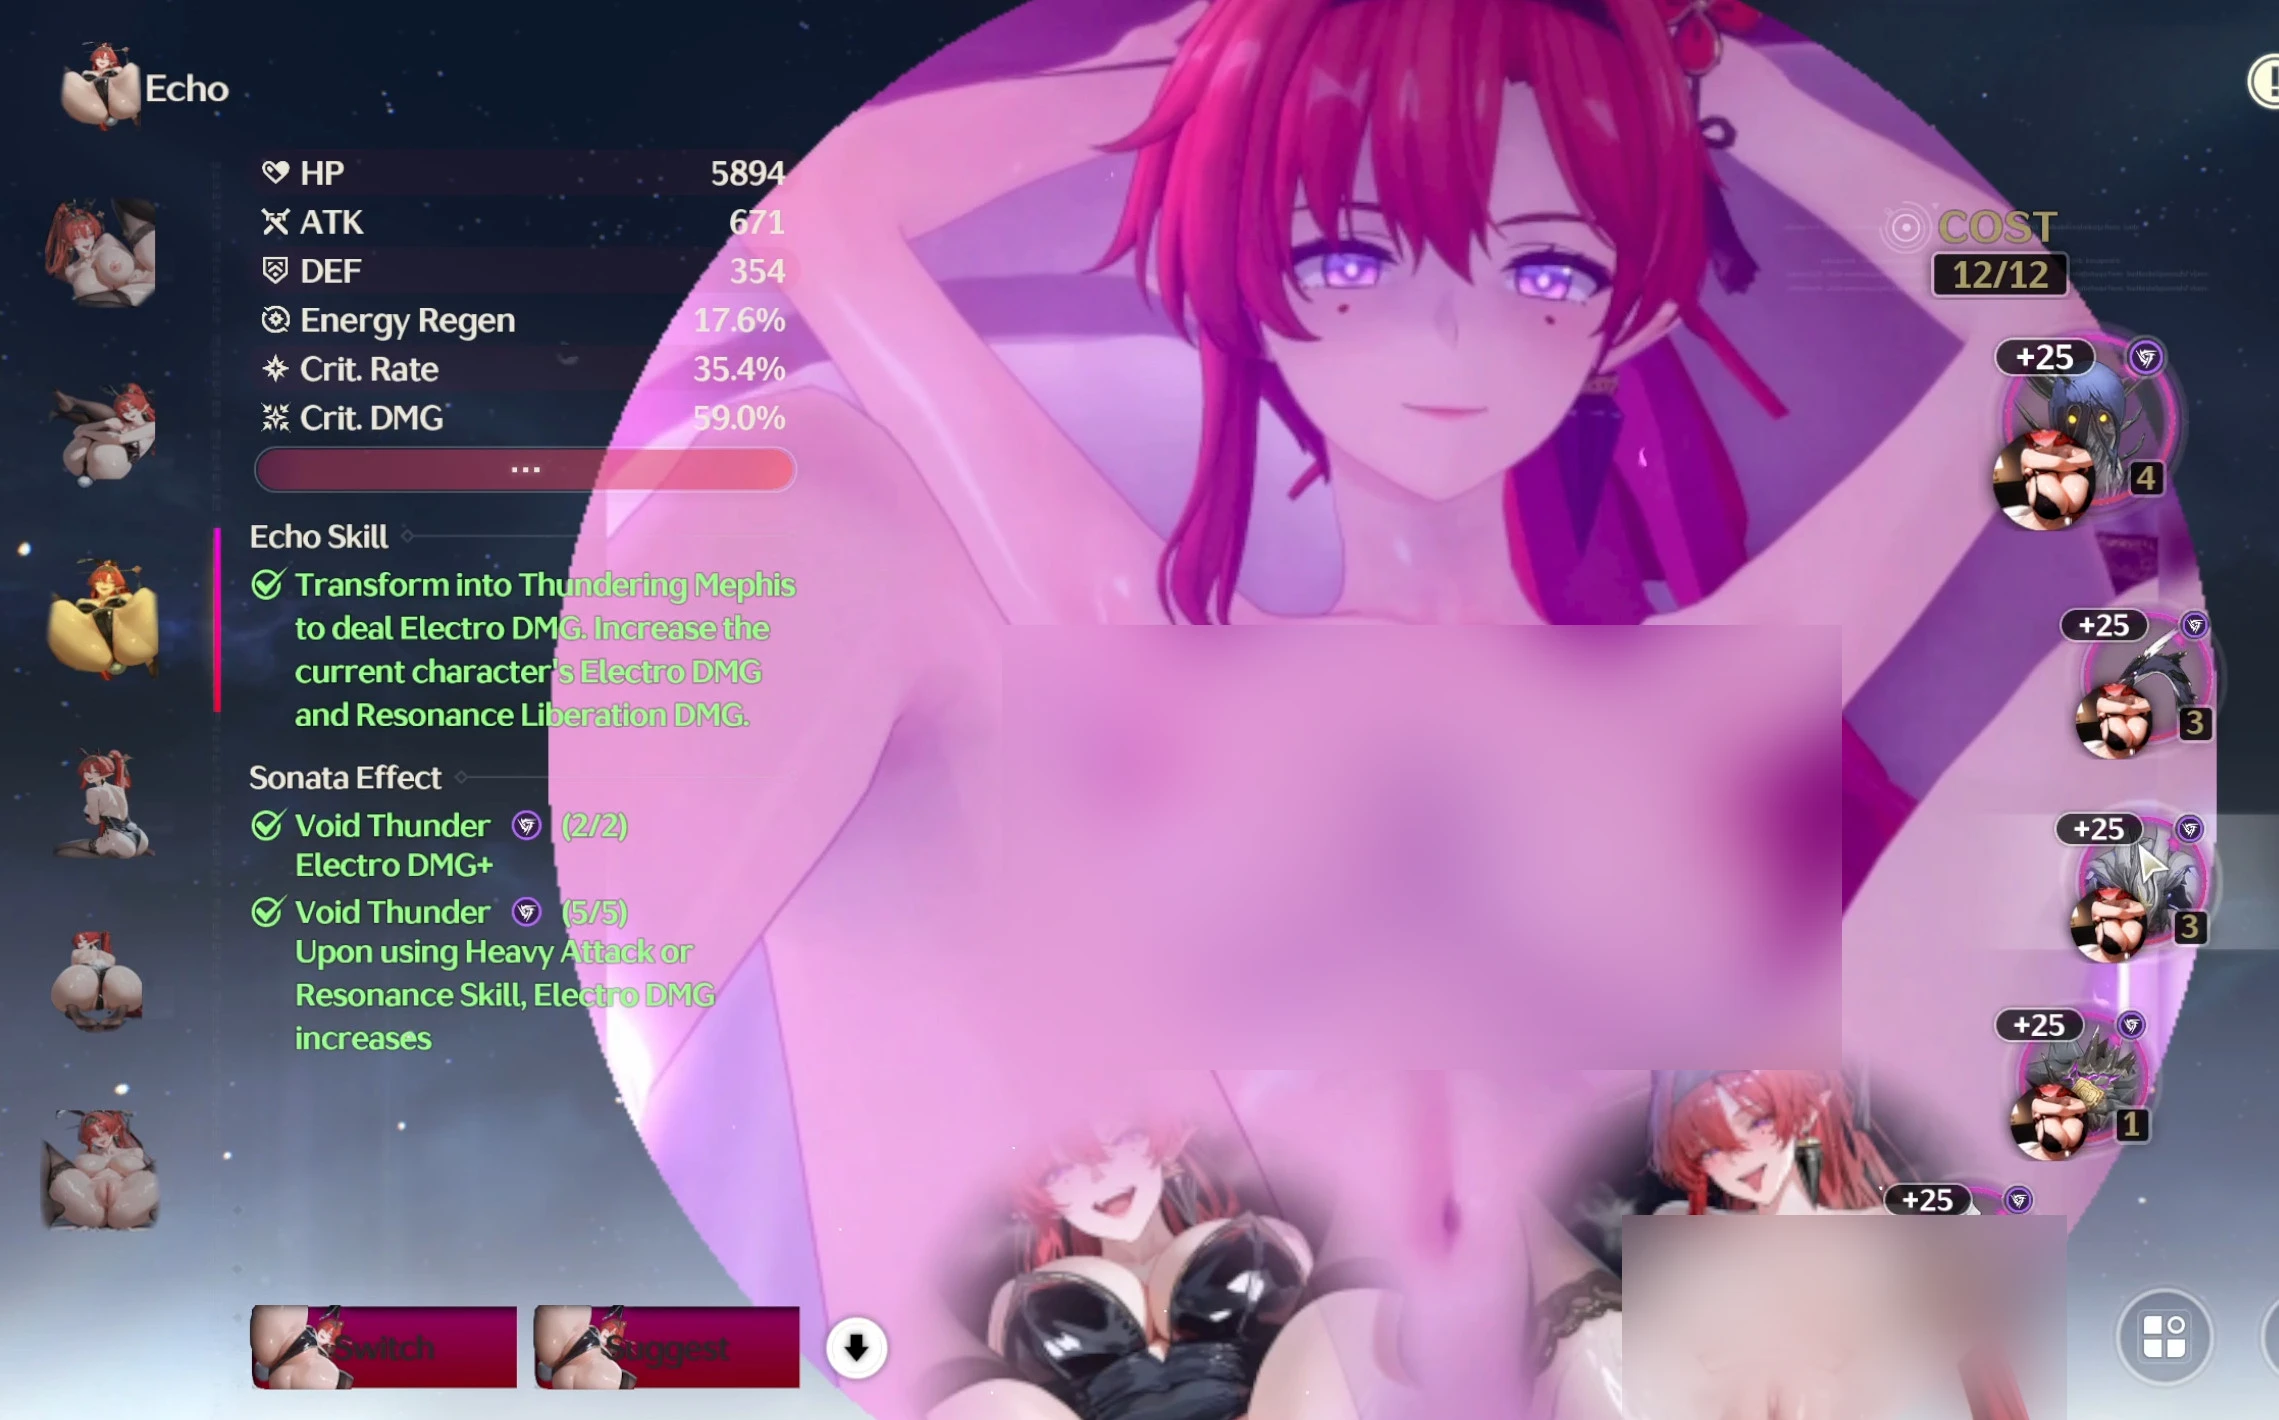 Echo
HP 5894
ATK 671
DEF 354
Energy Regen 17.6%
Crit. Rate 35.4%
Crit. DMG 59.0%
...
Echo Skill
Transform into Thundering Mephis
to deal Electro DMG. Increase the
current character's Electro DMG
and Resonance Liberation DMG.
Sonata Effect
Void Thunder (2/2)
Electro DMG+
Void Thunder (5/5)
Upon using Heavy Attack or
Resonance Skill, Electro DMG
increases
Switch
Suggest
COST
12/12
+25
4
+25
3
+25
3
+25
1
+25